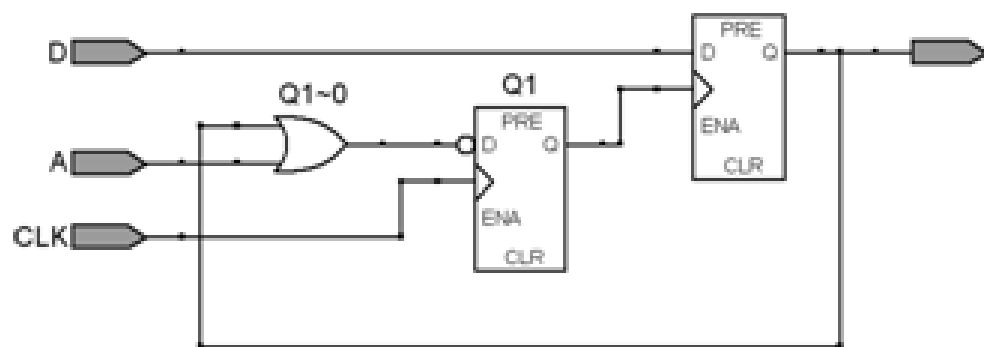 D
PRE
D Q
ENA
CLR
Q1~0
Q1
PRE
D Q
ENA
CLR
A
CLK